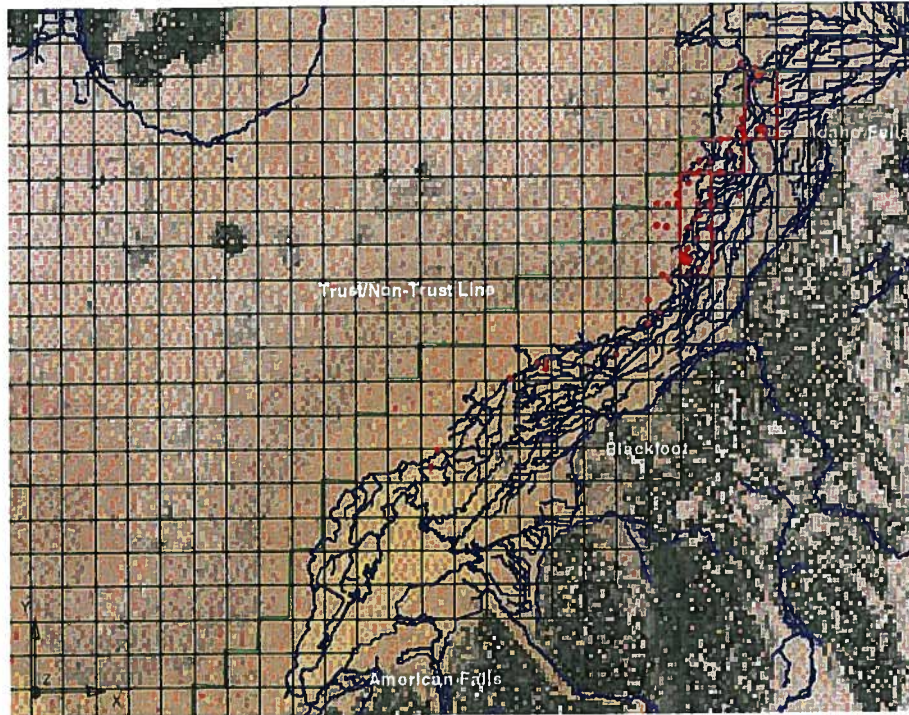 Idaho Falls
Trust/Non-Trust Line
Blackfoot
American Falls
Y
Z
X